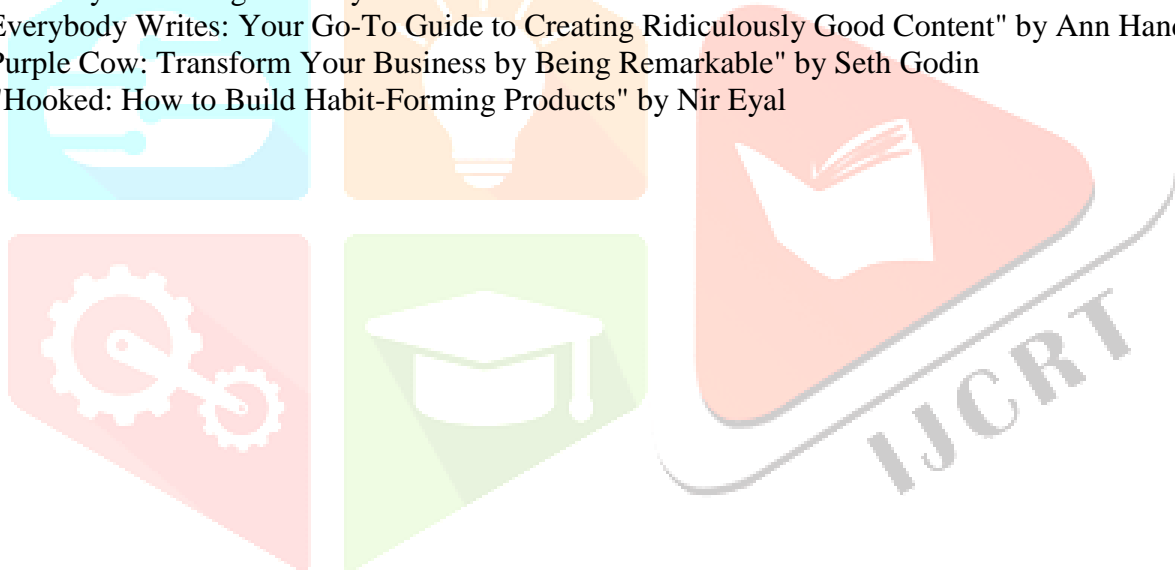 Everybody Writes: Your Go-To Guide to Creating Ridiculously Good Content" by Ann Hand
Purple Cow: Transform Your Business by Being Remarkable" by Seth Godin
"Hooked: How to Build Habit-Forming Products" by Nir Eyal
IJCRT